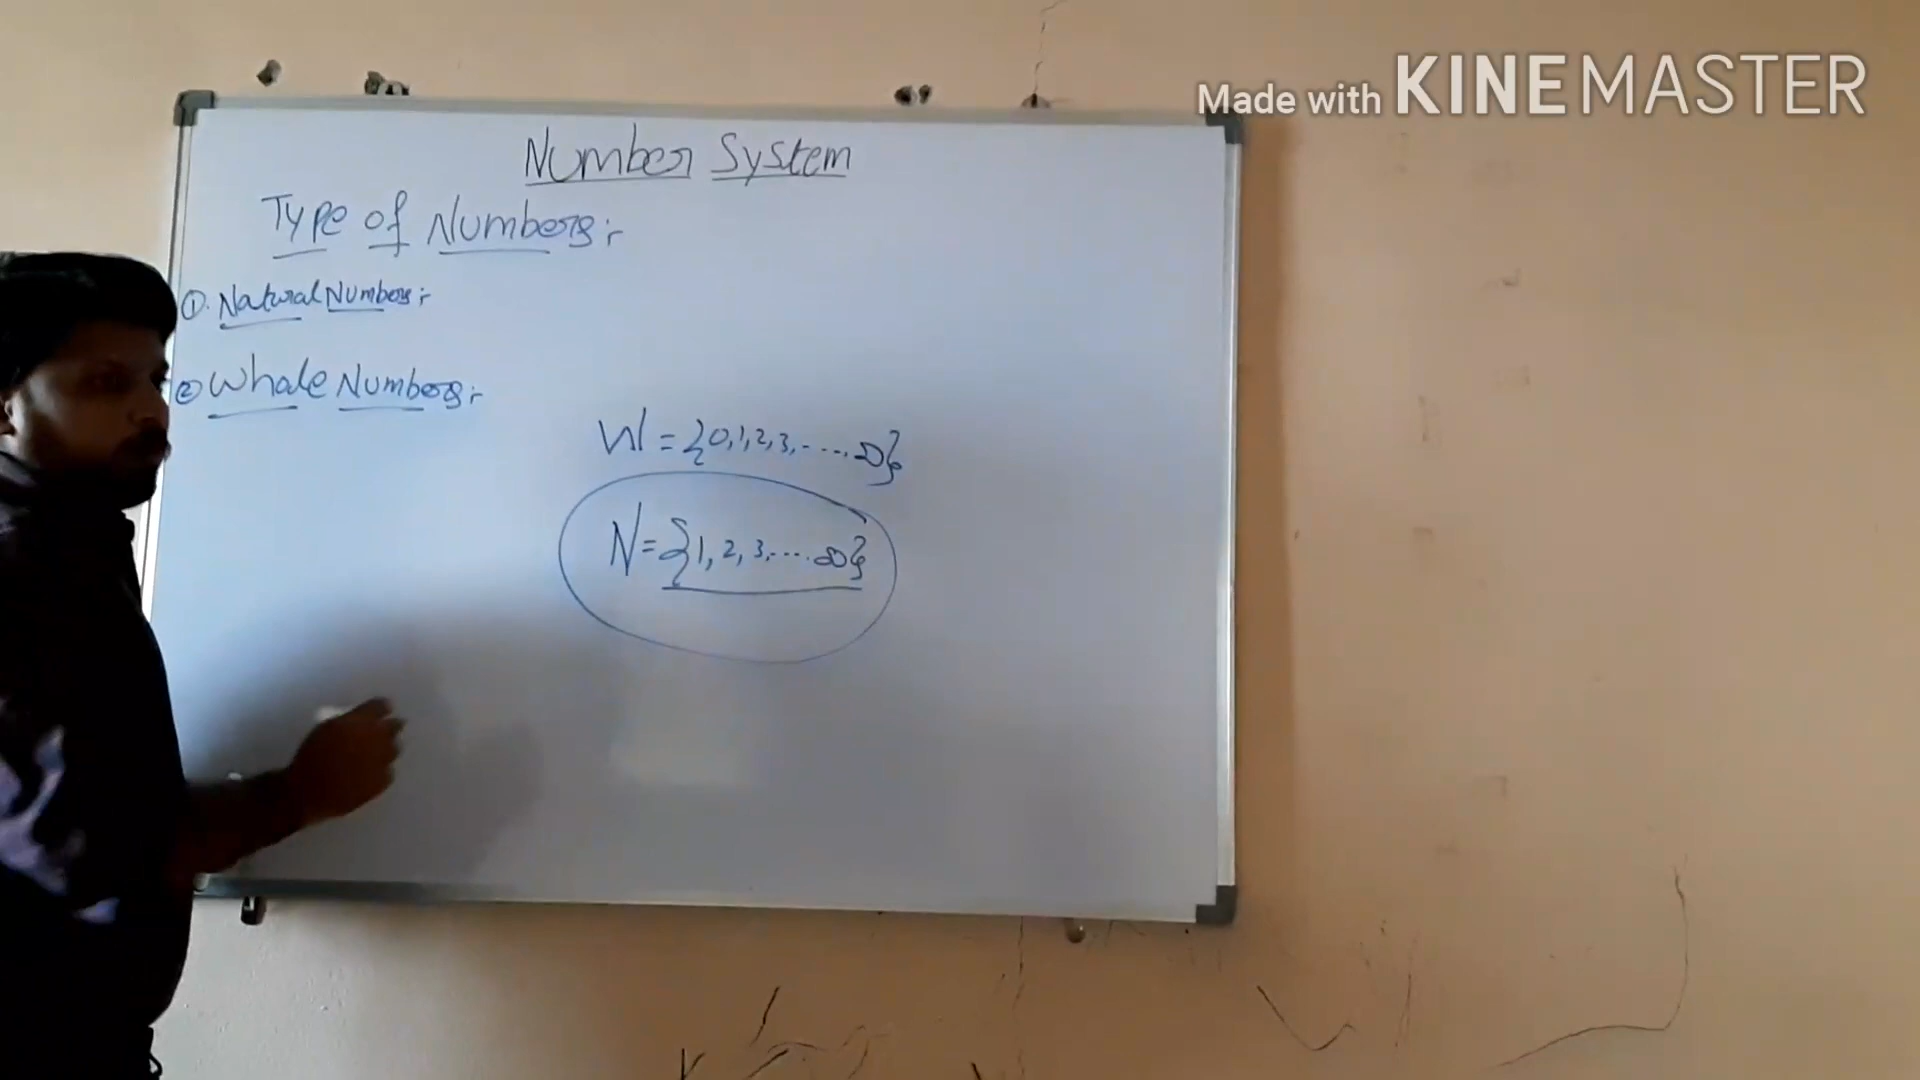 Made with KINEMASTER
Number System
Type of Numbers:-
①. Natural Numbers:-
② Whole Numbers:-
W = {0,1,2,3,-....∞}
N = {1, 2, 3,.... ∞}